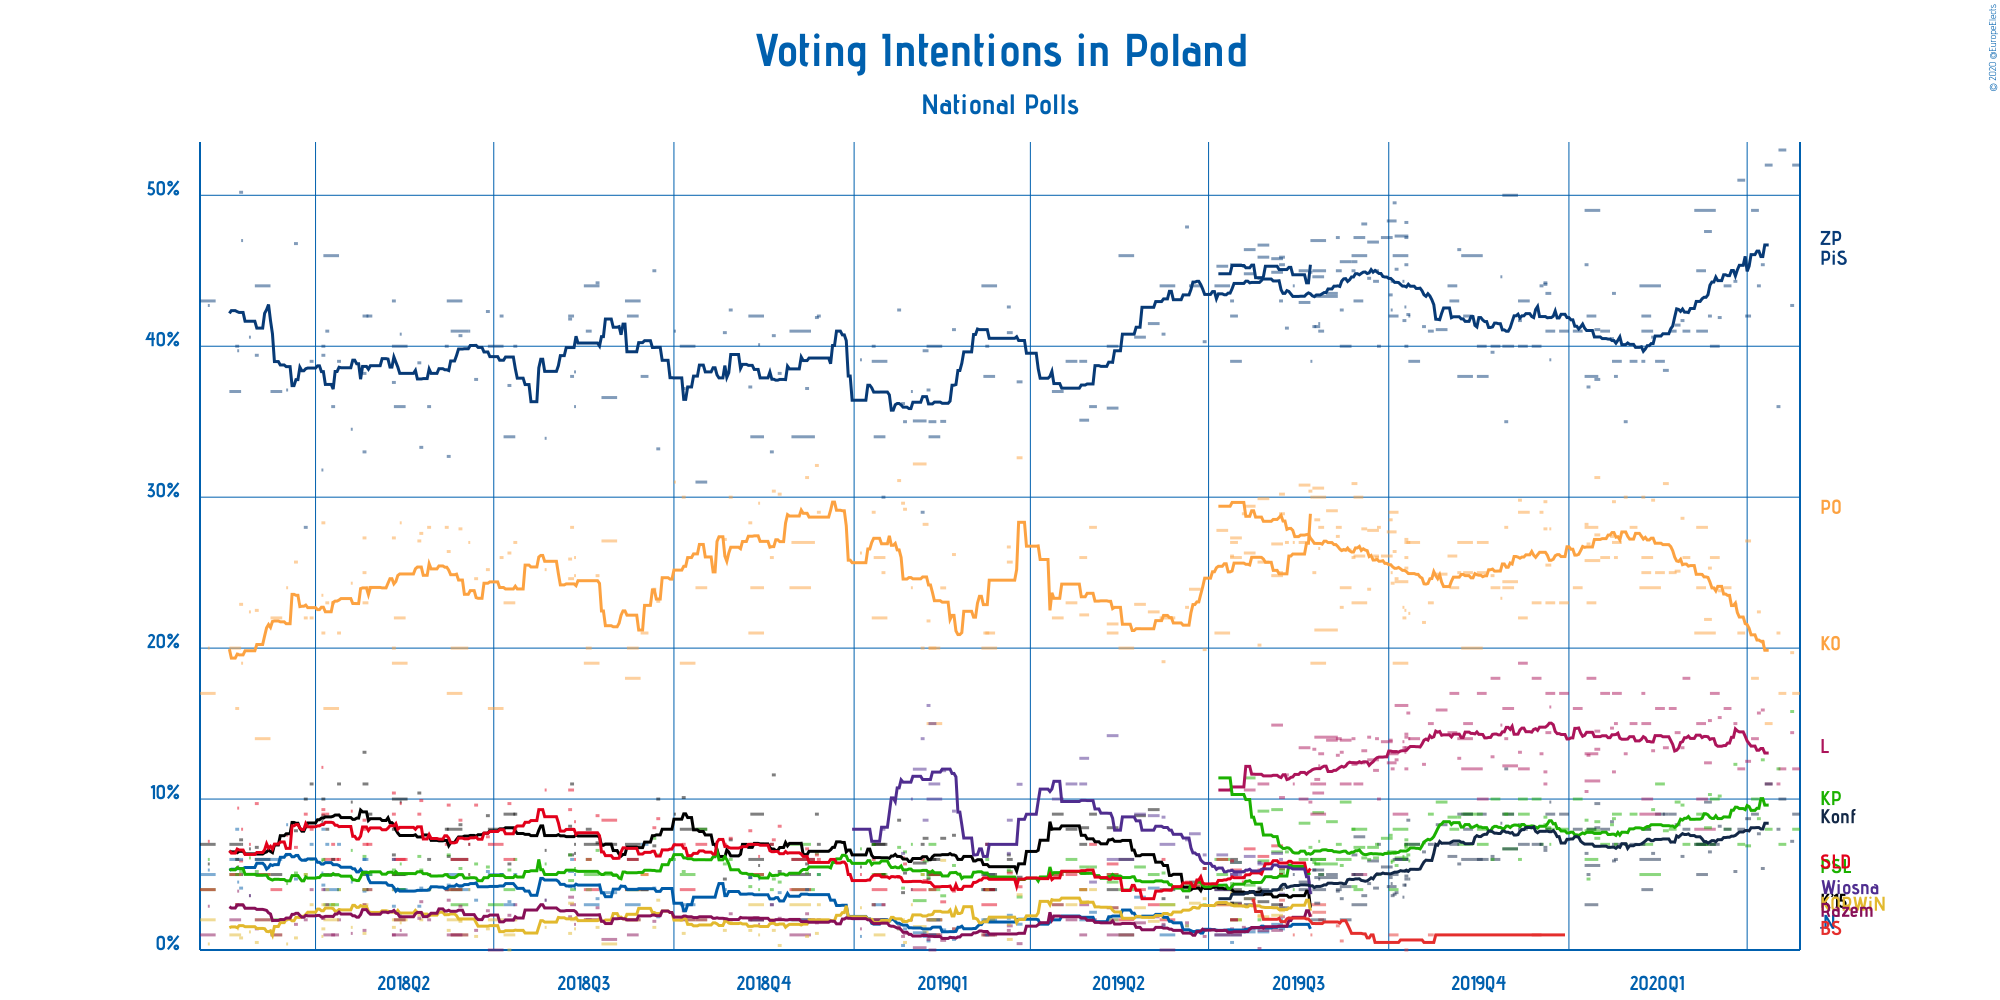 Voting Intentions in Poland
National Polls
© 2020 @EuropeElects
50%
40%
30%
20%
10%
0%
2018Q2
2018Q3
2018Q4
2019Q1
2019Q2
2019Q3
2019Q4
2020Q1
ZP
PiS
PO
KO
L
KP
Konf
SLD
PSL
Wiosna
Razem
BS